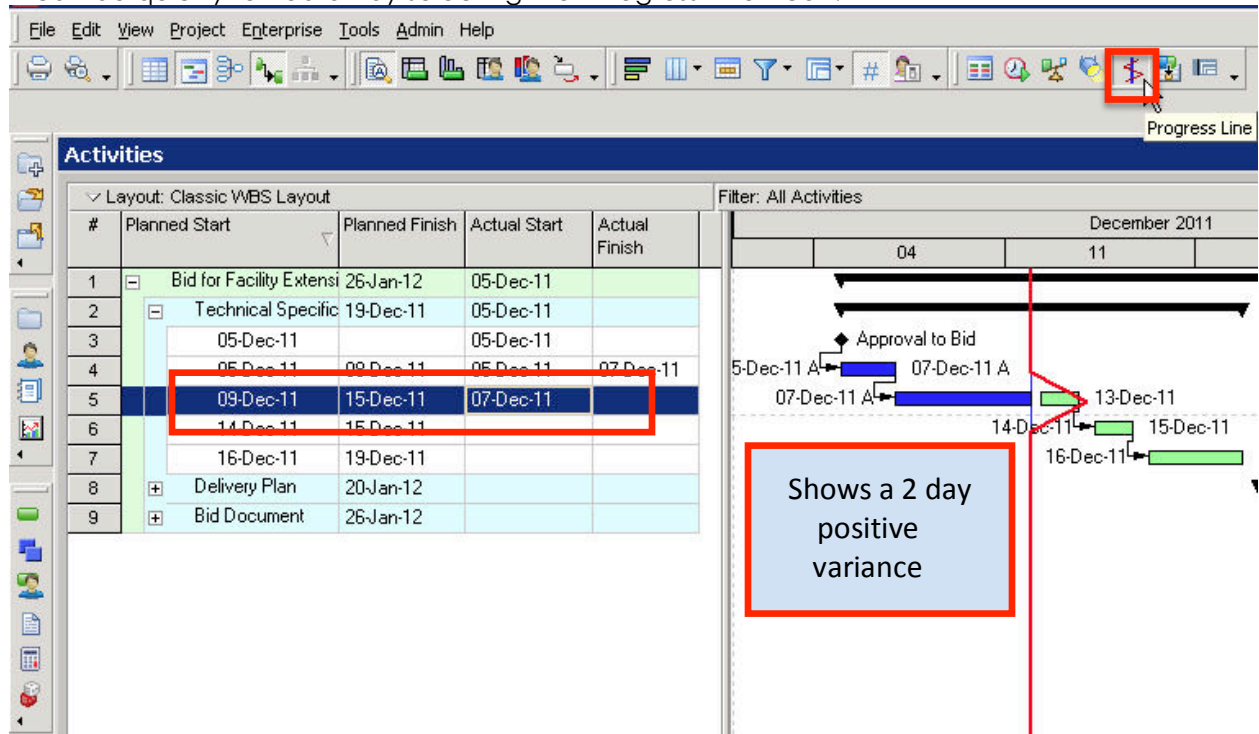 File Edit View Project Enterprise Tools Admin Help
Progress Line
Activities
Layout: Classic WBS Layout
Filter: All Activities
# Planned Start Planned Finish Actual Start Actual Finish
December 2011
04 11
1 Bid for Facility Extensi 26-Jan-12 05-Dec-11
2 Technical Specific 19-Dec-11 05-Dec-11
3 05-Dec-11 05-Dec-11 Approval to Bid
4 05-Dec-11 08-Dec-11 05-Dec-11 07-Dec-11 5-Dec-11 A 07-Dec-11 A
5 09-Dec-11 15-Dec-11 07-Dec-11 07-Dec-11 A 13-Dec-11
6 14-Dec-11 15-Dec-11 14-Dec-11 15-Dec-11
7 16-Dec-11 19-Dec-11 16-Dec-11
8 Delivery Plan 20-Jan-12
9 Bid Document 26-Jan-12
Shows a 2 day
positive
variance